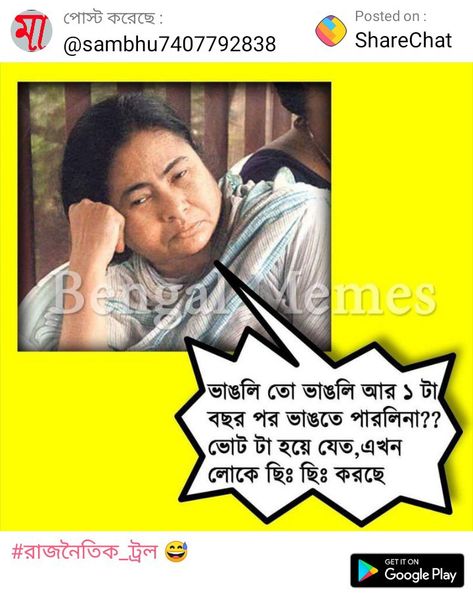 মা
পোস্ট করেছে :
@sambhu7407792838
Posted on :
ShareChat
Bengal Memes
ভাঙলি তো ভাঙলি আর ১ টা
বছর পর ভাঙতে পারলিনা??
ভোট টা হয়ে যেত,এখন
লোকে ছিঃ ছিঃ করছে
#রাজনৈতিক_ট্রল 😅
GET IT ON
Google Play